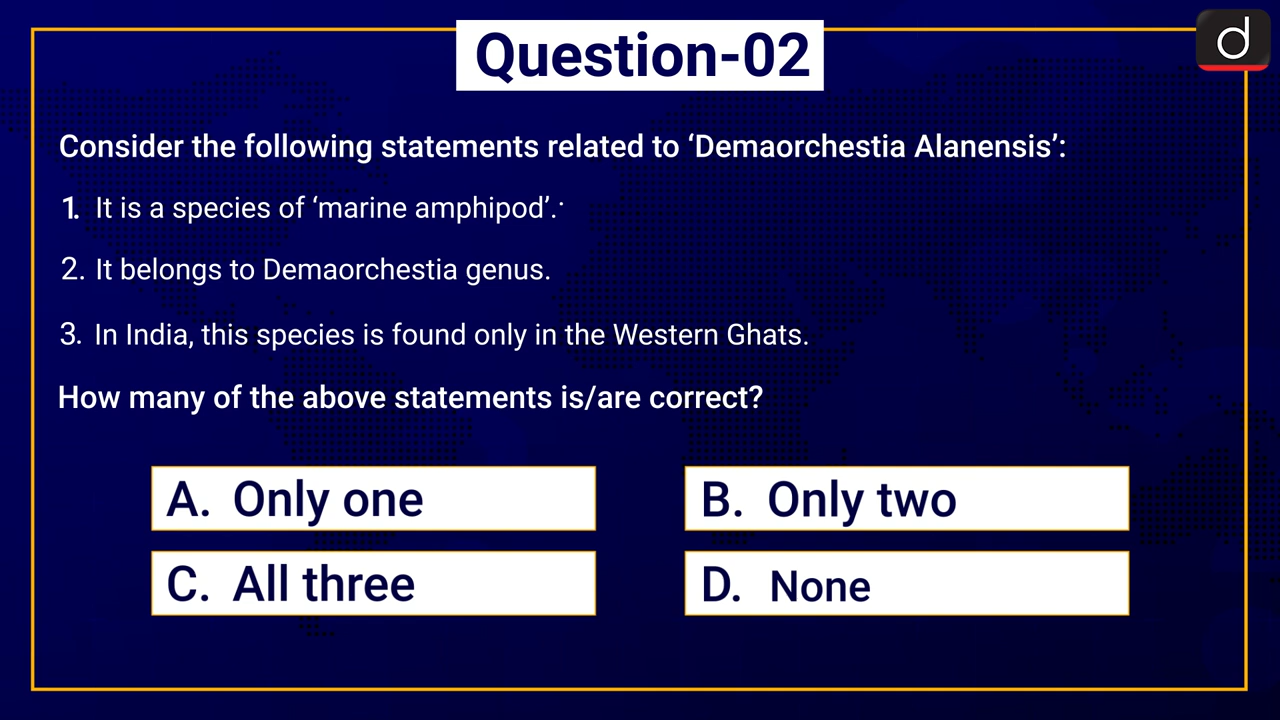 Question-02
d
Consider the following statements related to ‘Demaorchestia Alanensis’:
1. It is a species of ‘marine amphipod’.·
2. It belongs to Demaorchestia genus.
3. In India, this species is found only in the Western Ghats.
How many of the above statements is/are correct?
A. Only one
B. Only two
C. All three
D. None